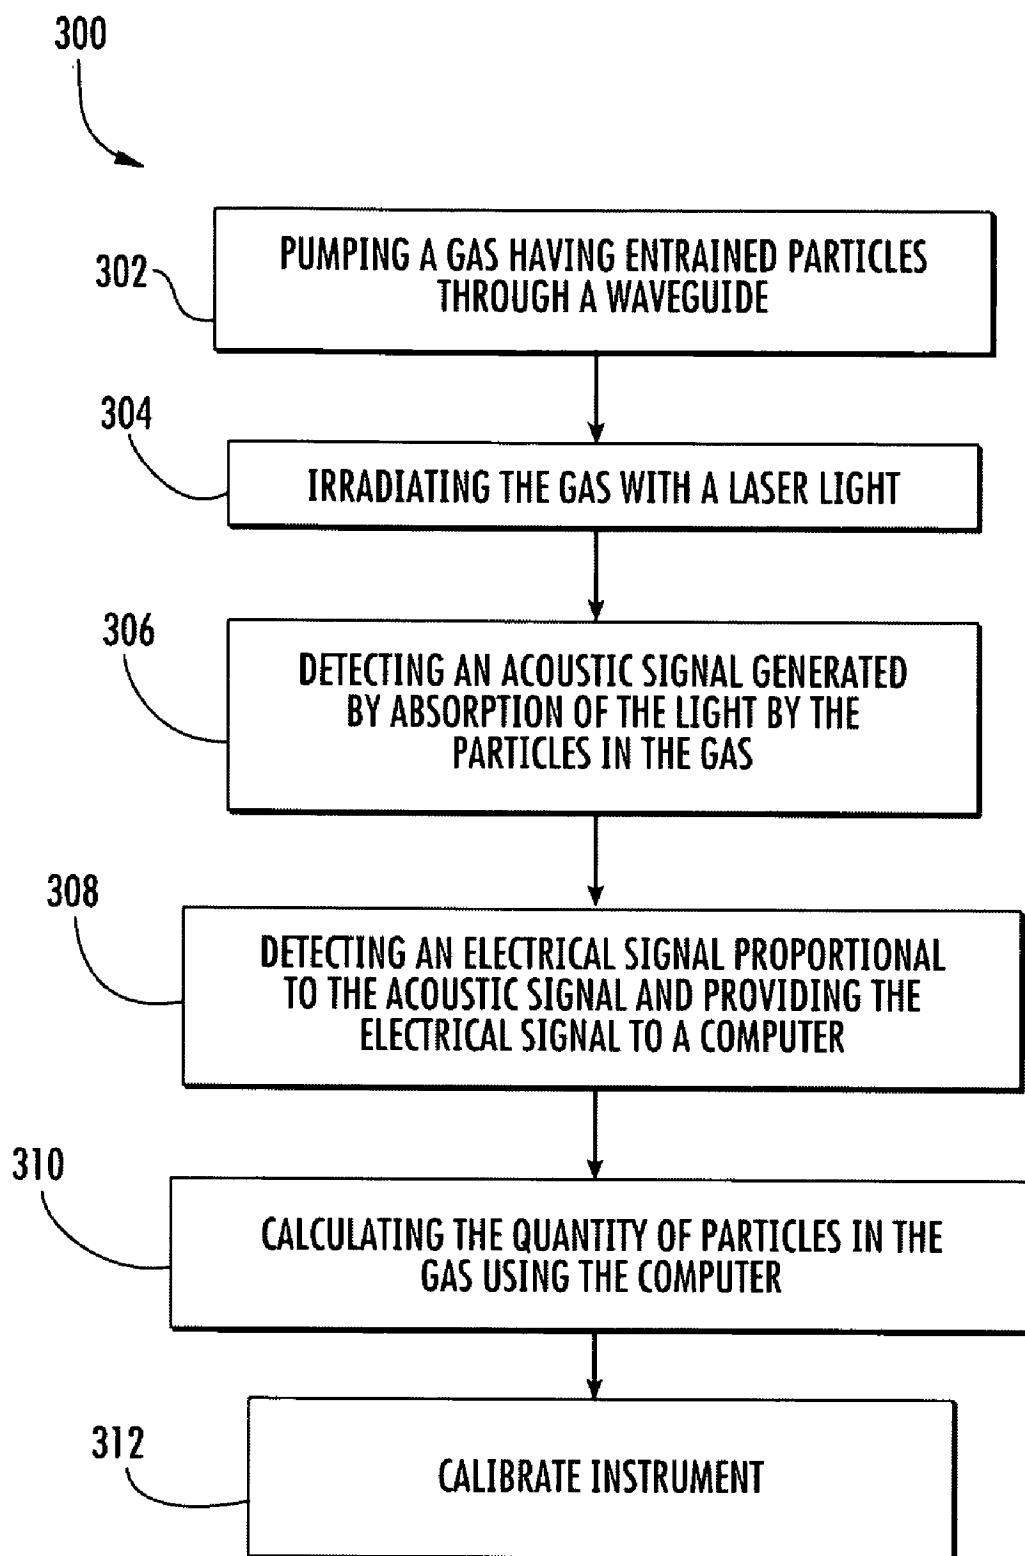 300
302
PUMPING A GAS HAVING ENTRAINED PARTICLES
THROUGH A WAVEGUIDE
304
IRRADIATING THE GAS WITH A LASER LIGHT
306
DETECTING AN ACOUSTIC SIGNAL GENERATED
BY ABSORPTION OF THE LIGHT BY THE
PARTICLES IN THE GAS
308
DETECTING AN ELECTRICAL SIGNAL PROPORTIONAL
TO THE ACOUSTIC SIGNAL AND PROVIDING THE
ELECTRICAL SIGNAL TO A COMPUTER
310
CALCULATING THE QUANTITY OF PARTICLES IN THE
GAS USING THE COMPUTER
312
CALIBRATE INSTRUMENT